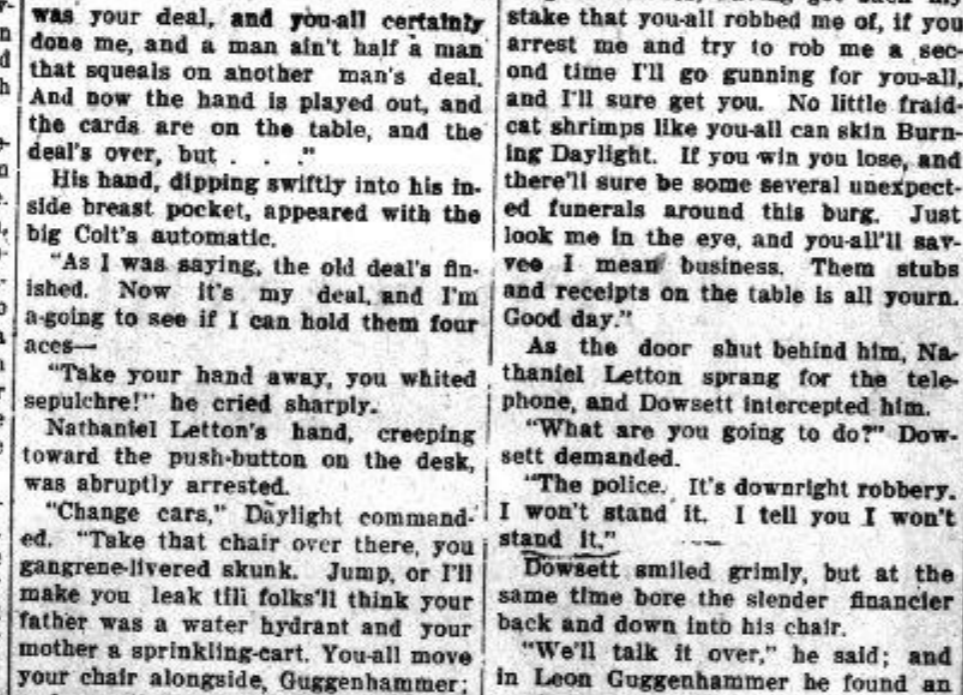 was your deal, and you-all certainly
done me, and a man ain't half a man
that squeals on another man's deal.
And now the hand is played out, and
the cards are on the table, and the
deal's over, but . . ."
His hand, dipping swiftly into his in-
side breast pocket, appeared with the
big Colt's automatic.
"As I was saying, the old deal's fin-
ished. Now it's my deal, and I'm
a-going to see if I can hold them four
aces—
"Take your hand away, you whited
sepulchre!" he cried sharply.
Nathaniel Letton's hand, creeping
toward the push-button on the desk,
was abruptly arrested.
"Change cars," Daylight command-
ed. "Take that chair over there, you
gangrene-livered skunk. Jump, or I'll
make you leak till folks'll think your
father was a water hydrant and your
mother a sprinkling-cart. You-all move
your chair alongside, Guggenhammer;
stake that you-all robbed me of, if you
arrest me and try to rob me a sec-
ond time I'll go gunning for you-all,
and I'll sure get you. No little fraid-
cat shrimps like you-all can skin Burn-
ing Daylight. If you win you lose, and
there'll sure be some several unexpect-
ed funerals around this burg. Just
look me in the eye, and you-all'll sav-
vee I mean business. Them stubs
and receipts on the table is all yourn.
Good day."
As the door shut behind him, Na-
thaniel Letton sprang for the tele-
phone, and Dowsett intercepted him.
"What are you going to do?" Dow-
sett demanded.
"The police. It's downright robbery.
I won't stand it. I tell you I won't
stand it."
Dowsett smiled grimly, but at the
same time bore the slender financier
back and down into his chair.
"We'll talk it over," he said; and
in Leon Guggenhammer he found an